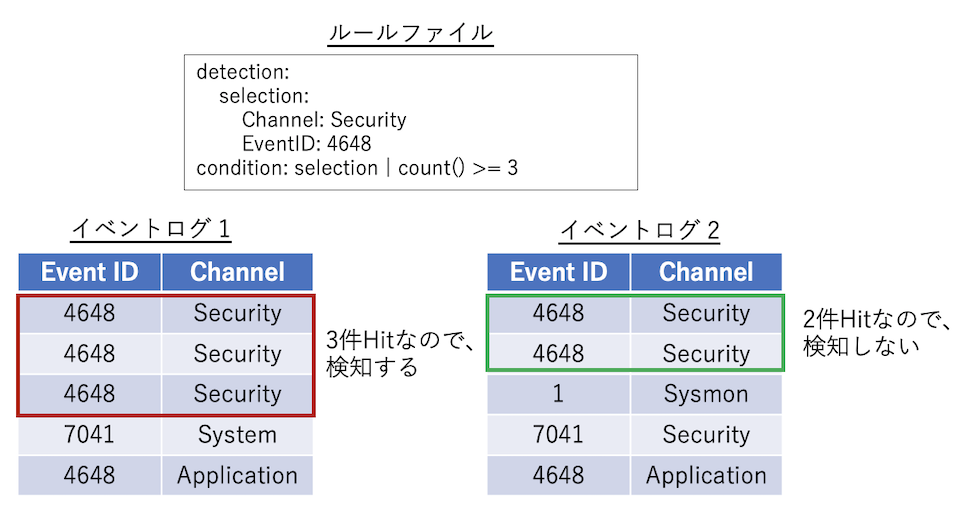 ルールファイル
detection:
selection:
Channel: Security
EventID: 4648
condition: selection | count() >= 3
イベントログ 1
Event ID Channel
4648 Security
4648 Security
4648 Security
7041 System
4648 Application
3件Hitなので、
検知する
イベントログ 2
Event ID Channel
4648 Security
4648 Security
1 Sysmon
7041 Security
4648 Application
2件Hitなので、
検知しない